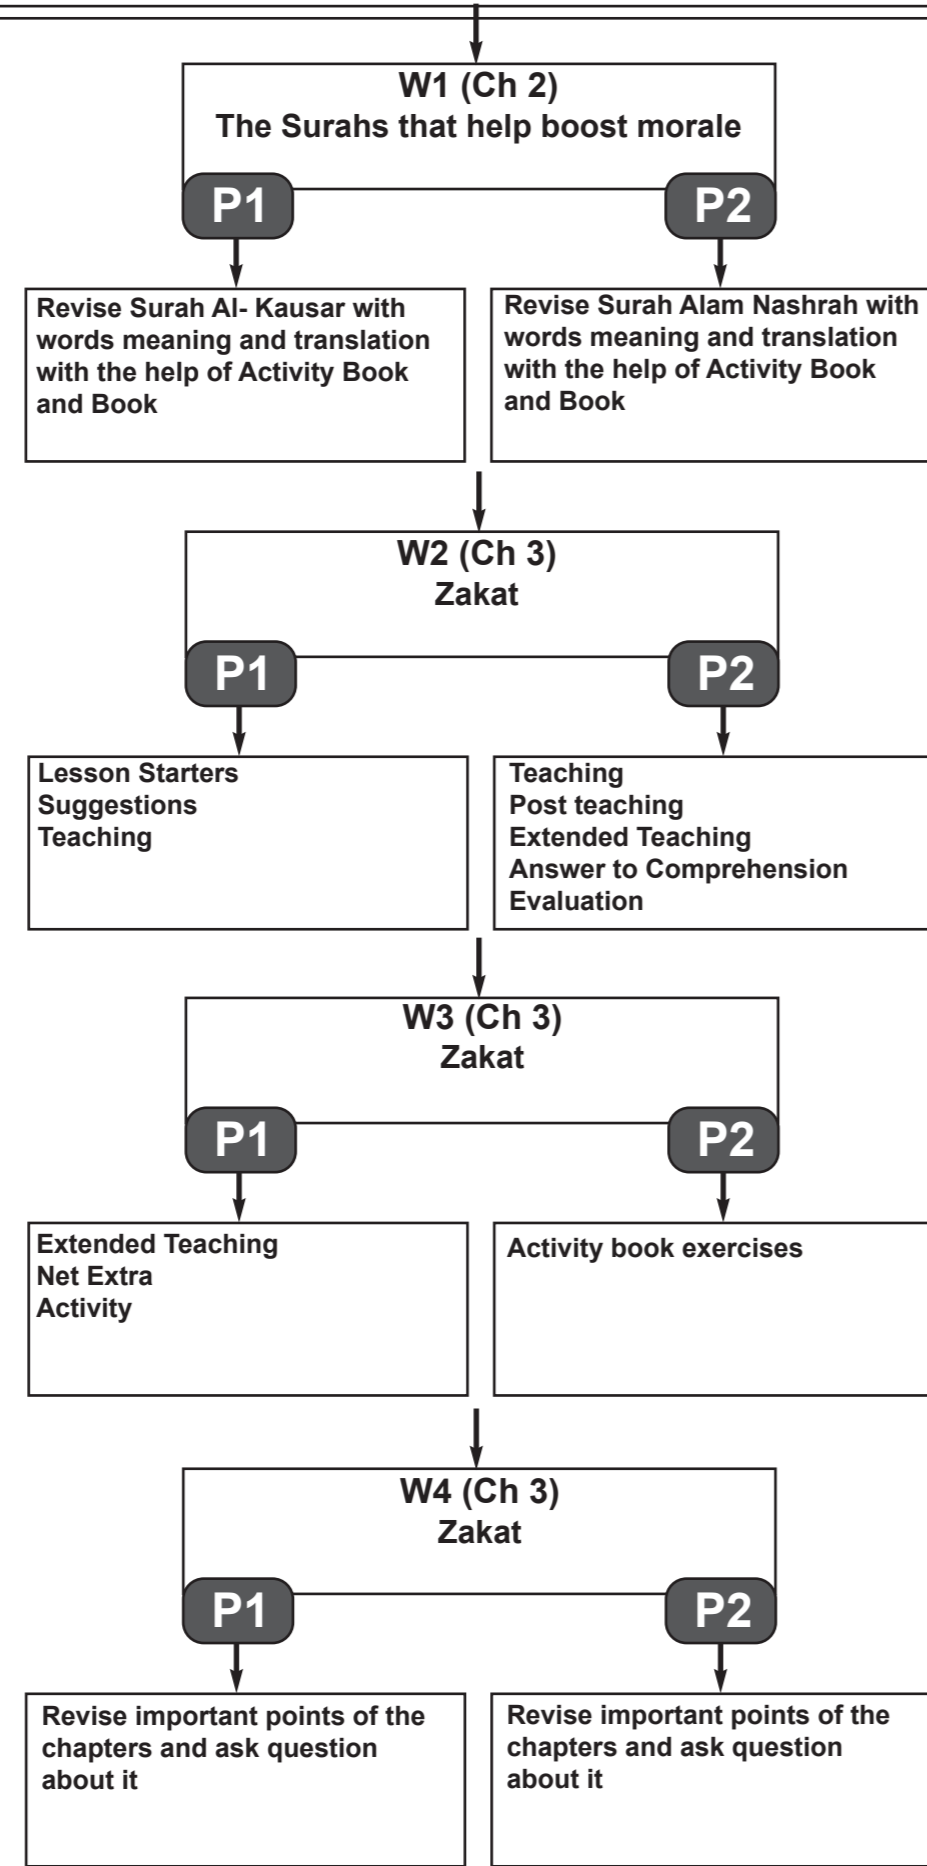 W1 (Ch 2)
The Surahs that help boost morale
P1
P2
Revise Surah Al- Kausar with
words meaning and translation
with the help of Activity Book
and Book
Revise Surah Alam Nashrah with
words meaning and translation
with the help of Activity Book
and Book
W2 (Ch 3)
Zakat
P1
P2
Lesson Starters
Suggestions
Teaching
Teaching
Post teaching
Extended Teaching
Answer to Comprehension
Evaluation
W3 (Ch 3)
Zakat
P1
P2
Extended Teaching
Net Extra
Activity
Activity book exercises
W4 (Ch 3)
Zakat
P1
P2
Revise important points of the
chapters and ask question
about it
Revise important points of the
chapters and ask question
about it